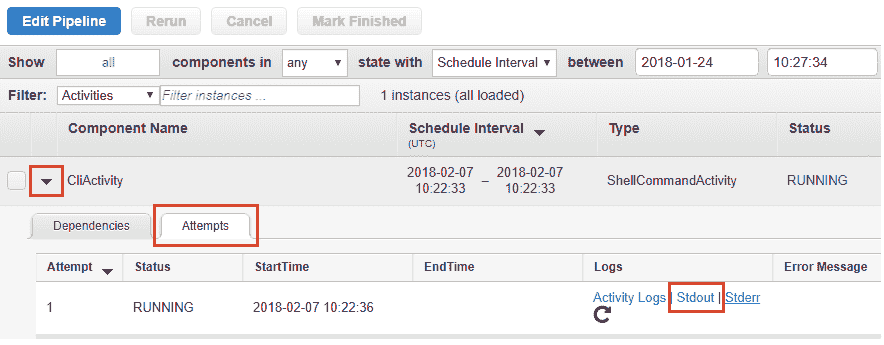 Edit Pipeline Rerun Cancel Mark Finished
Show all components in any state with Schedule Interval between 2018-01-24 10:27:34
Filter: Activities Filter instances ... 1 instances (all loaded)
Component Name Schedule Interval (UTC) Type Status
CliActivity 2018-02-07 10:22:33 – 2018-02-07 10:22:33 ShellCommandActivity RUNNING
Dependencies Attempts
Attempt Status StartTime EndTime Logs Error Message
1 RUNNING 2018-02-07 10:22:36 Activity Logs | Stdout | Stderr